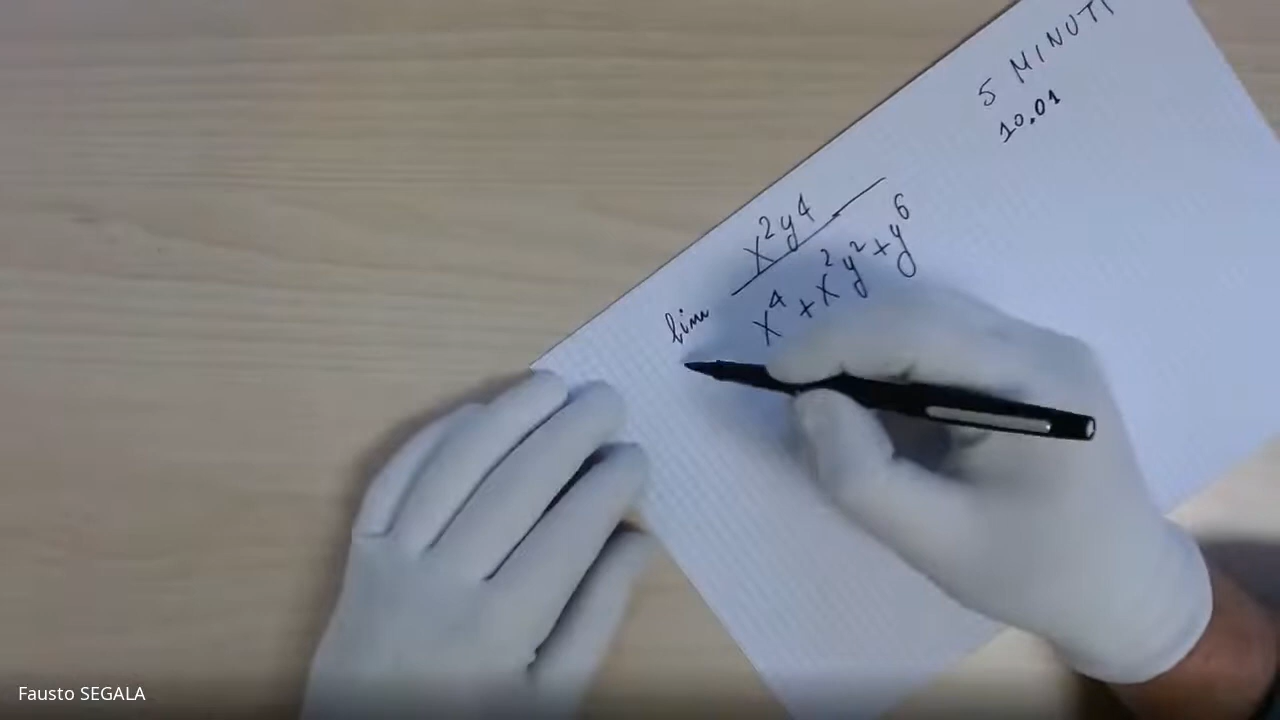 5 MINUTI
10.01
lim x²y⁴ / x⁴ + x²y² + y⁶
Fausto SEGALA